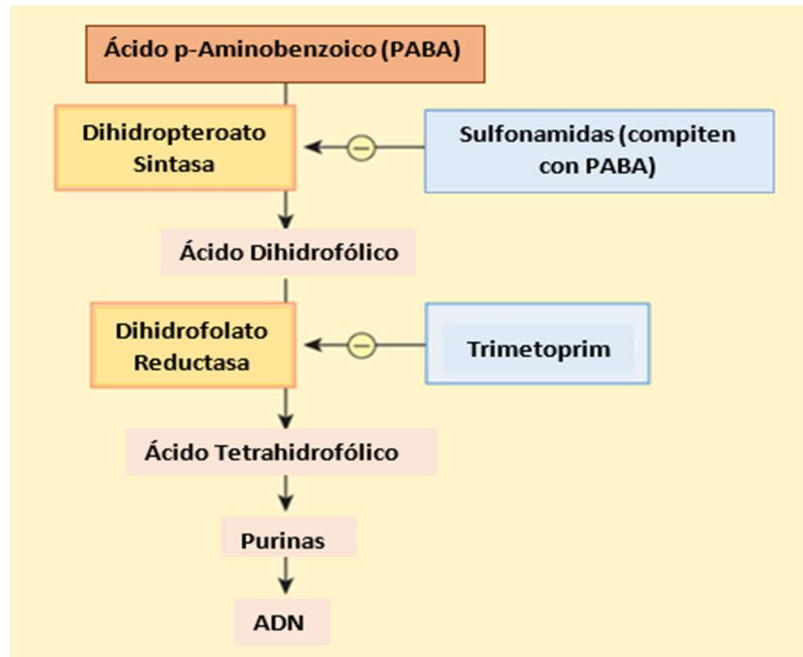 Ácido p-Aminobenzoico (PABA)
Dihidropteroato
Sintasa
Sulfonamidas (compiten
con PABA)
Ácido Dihidrofólico
Dihidrofolato
Reductasa
Trimetoprim
Ácido Tetrahidrofólico
Purinas
ADN